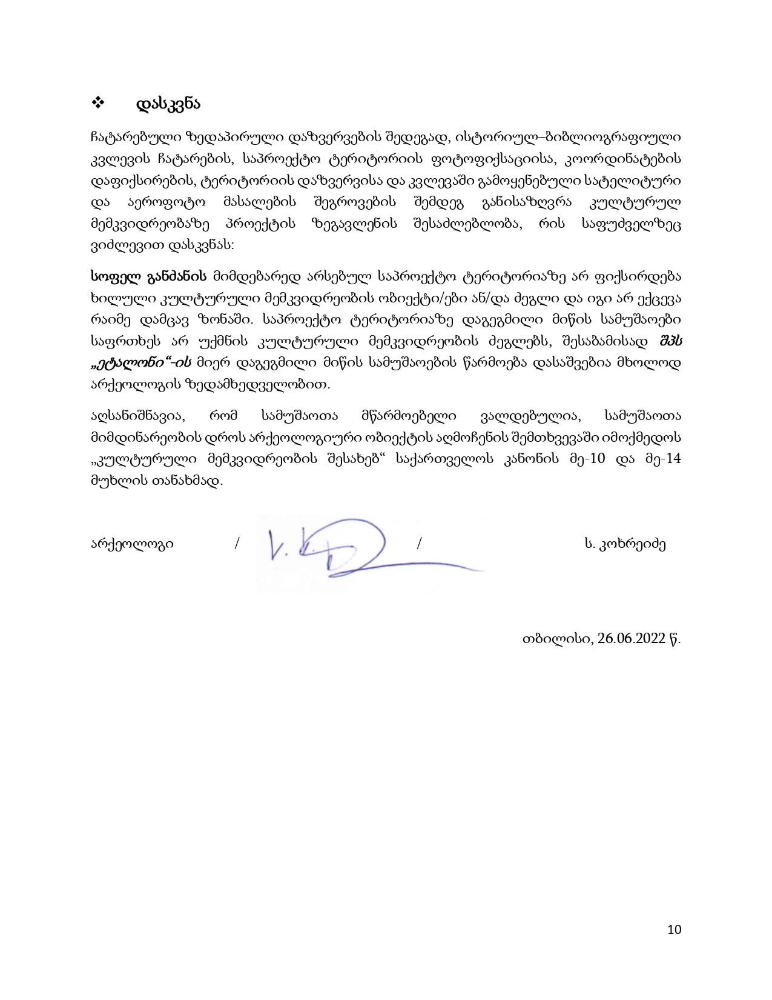 ❖ დასკვნა
ჩატარებული ზედაპირული დაზვერვების შედეგად, ისტორიულ–ბიბლიოგრაფიული
კვლევის ჩატარების, საპროექტო ტერიტორიის ფოტოფიქსაციისა, კოორდინატების
დაფიქსირების, ტერიტორიის დაზვერვისა და კვლევაში გამოყენებული სატელიტური
და აეროფოტო მასალების შეგროვების შემდეგ განისაზღვრა კულტურულ
მემკვიდრეობაზე პროექტის ზეგავლენის შესაძლებლობა, რის საფუძველზეც
ვიძლევით დასკვნას:
სოფელ განძანის მიმდებარედ არსებულ საპროექტო ტერიტორიაზე არ ფიქსირდება
ხილული კულტურული მემკვიდრეობის ობიექტი/ები ან/და ძეგლი და იგი არ ექცევა
რაიმე დამცავ ზონაში. საპროექტო ტერიტორიაზე დაგეგმილი მიწის სამუშაოები
საფრთხეს არ უქმნის კულტურული მემკვიდრეობის ძეგლებს, შესაბამისად შპს
„ეტალონი“-ის მიერ დაგეგმილი მიწის სამუშაოების წარმოება დასაშვებია მხოლოდ
არქეოლოგის ზედამხედველობით.
აღსანიშნავია, რომ სამუშაოთა მწარმოებელი ვალდებულია, სამუშაოთა
მიმდინარეობის დროს არქეოლოგიური ობიექტის აღმოჩენის შემთხვევაში იმოქმედოს
„კულტურული მემკვიდრეობის შესახებ“ საქართველოს კანონის მე-10 და მე-14
მუხლის თანახმად.
არქეოლოგი / / ს. კოხრეიძე
თბილისი, 26.06.2022 წ.
10